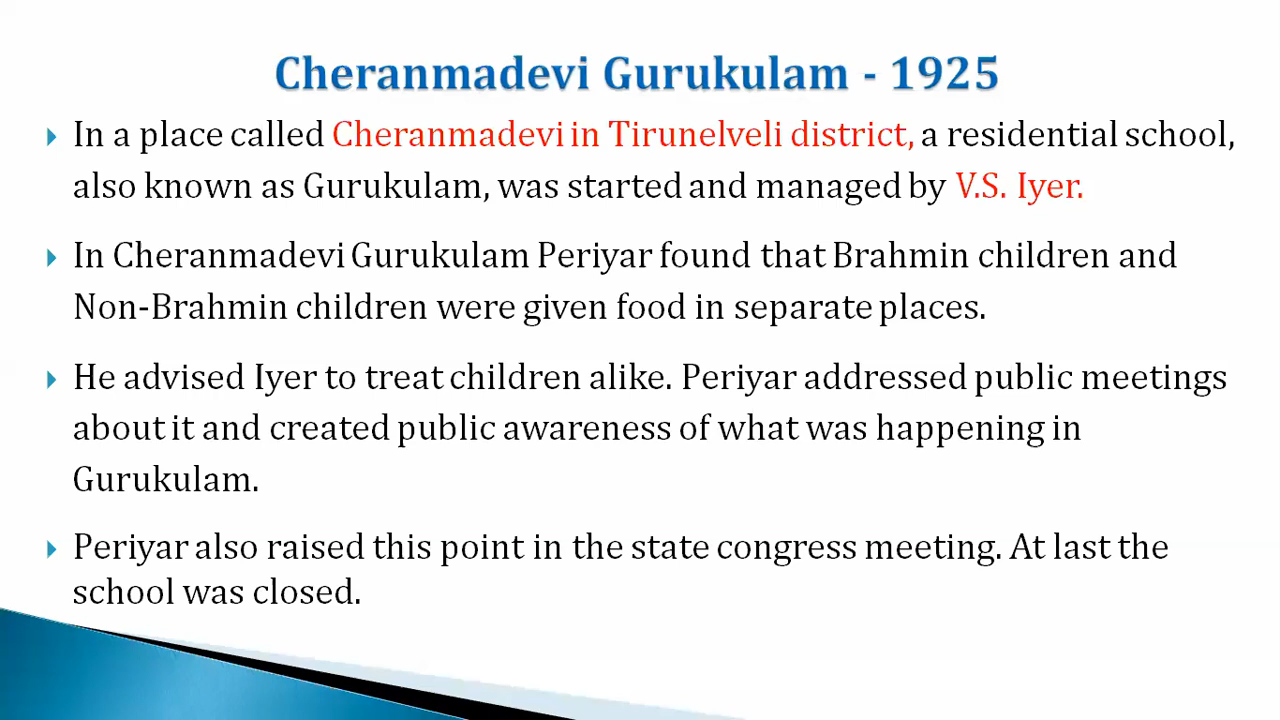 Cheranmadevi Gurukulam - 1925
In a place called Cheranmadevi in Tirunelveli district, a residential school,
also known as Gurukulam, was started and managed by V.S. Iyer.
In Cheranmadevi Gurukulam Periyar found that Brahmin children and
Non-Brahmin children were given food in separate places.
He advised Iyer to treat children alike. Periyar addressed public meetings
about it and created public awareness of what was happening in
Gurukulam.
Periyar also raised this point in the state congress meeting. At last the
school was closed.